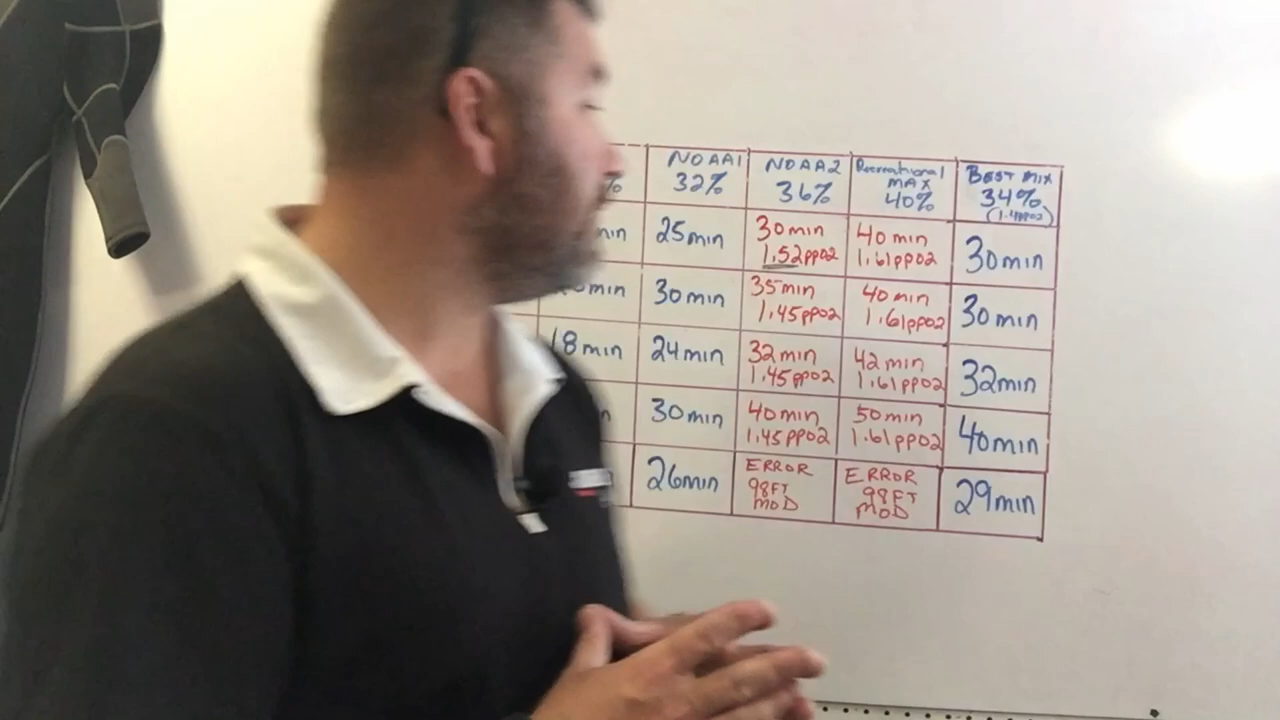 %
NOAA1
32%
NOAA2
36%
Recreational
MAX
40%
BEST MIX
34%
(1.4ppo2)
25min
30min
1.52ppo2
40min
1.61ppo2
30min
min
30min
35min
1.45ppo2
40min
1.61ppo2
30min
18min
24min
32min
1.45ppo2
42min
1.61ppo2
32min
30min
40min
1.45ppo2
50min
1.61ppo2
40min
26min
ERROR
98FT
MOD
ERROR
98FT
MOD
29min